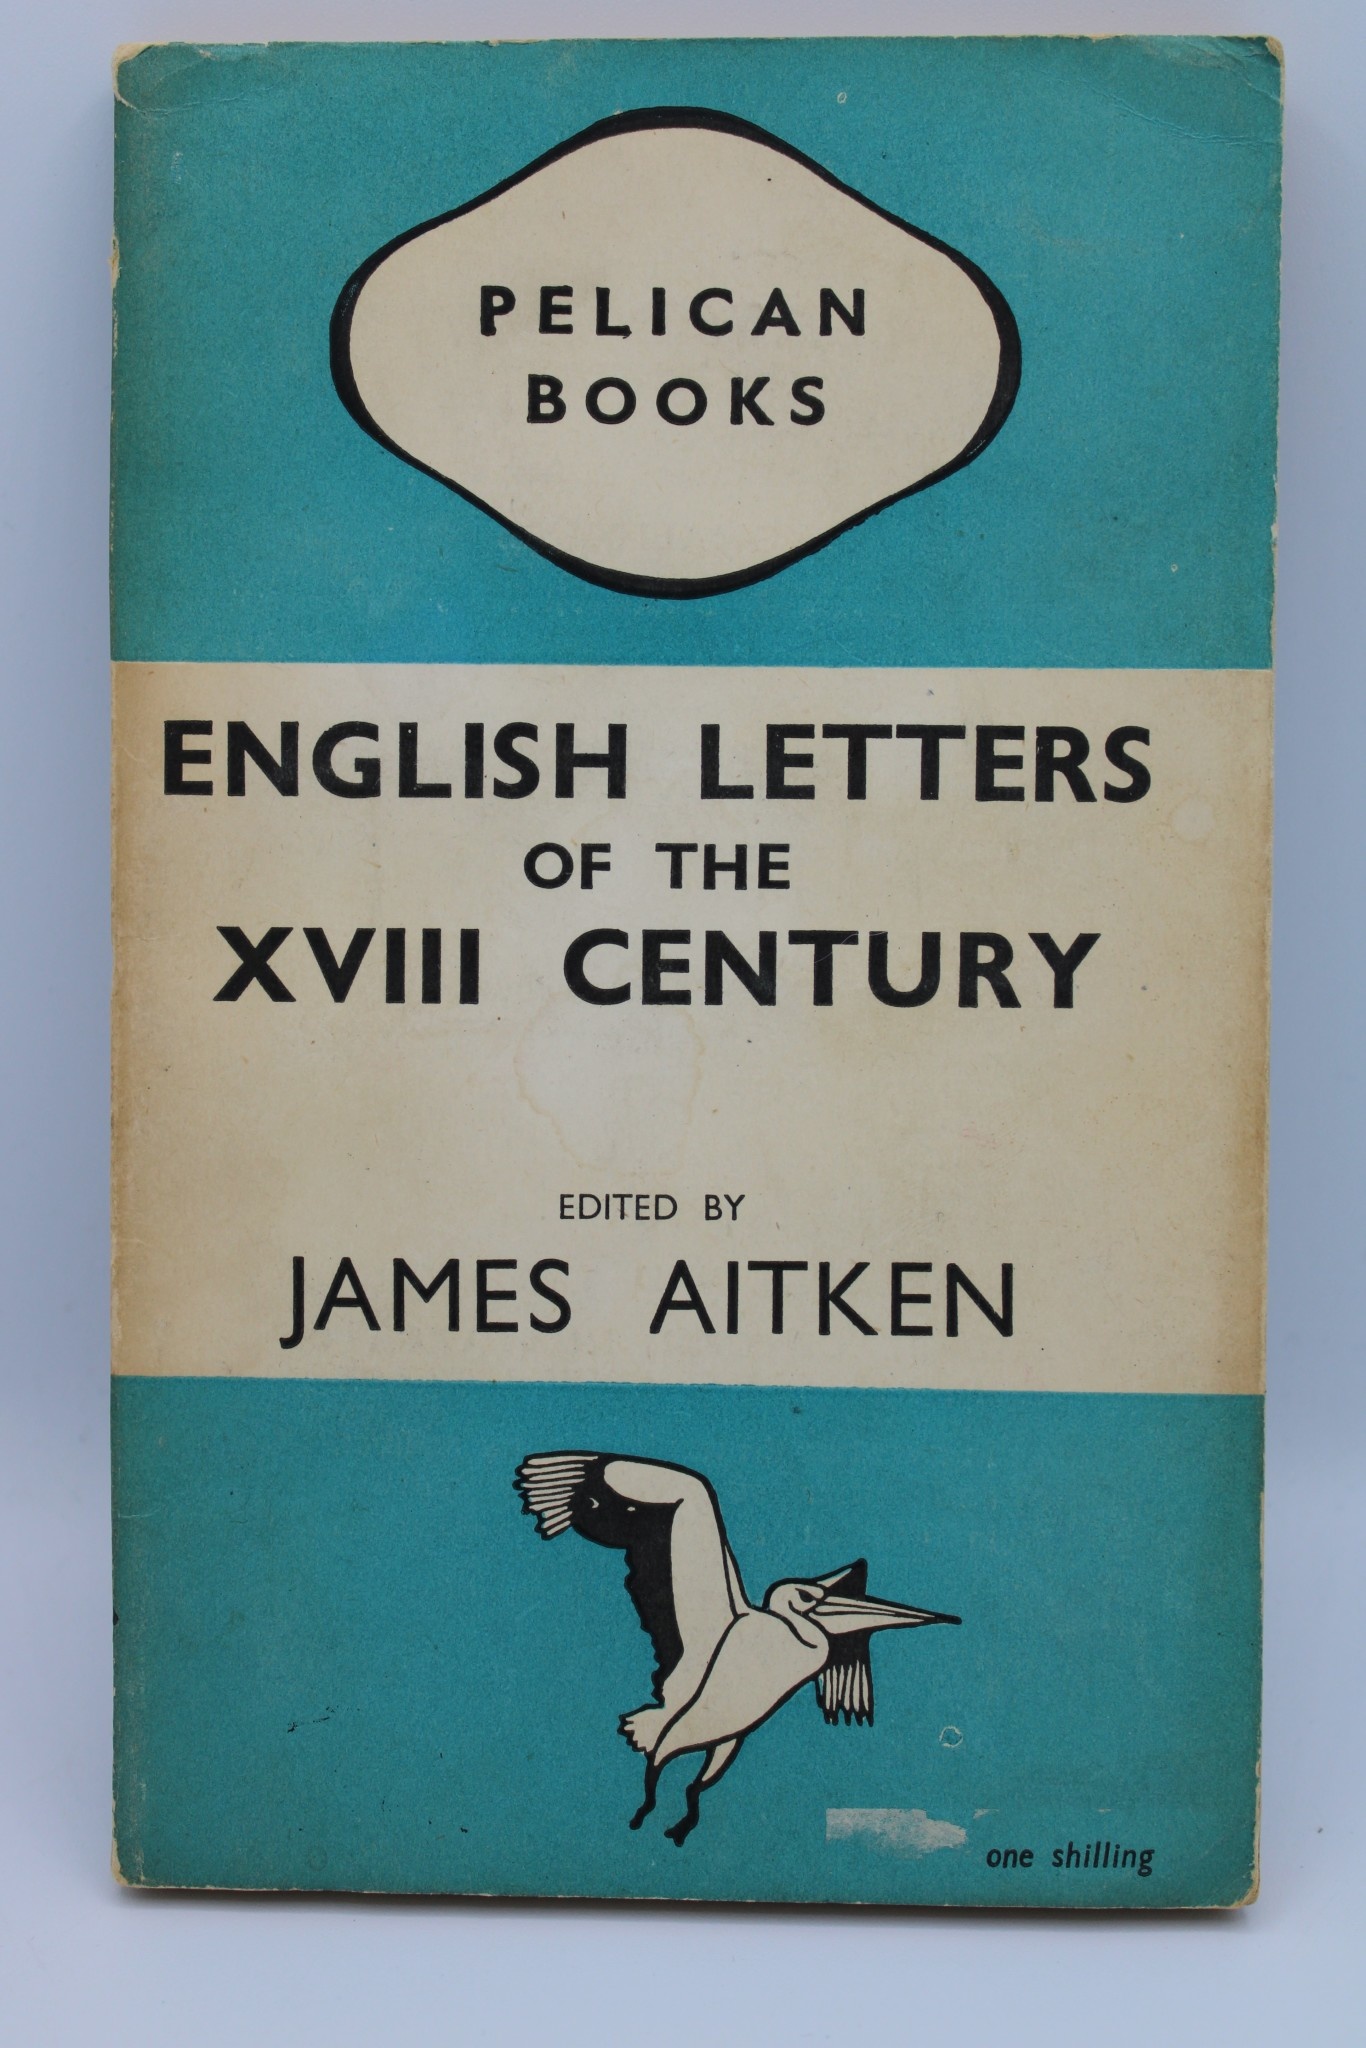 PELICAN
BOOKS
ENGLISH LETTERS
OF THE
XVIII CENTURY
EDITED BY
JAMES AITKEN
one shilling